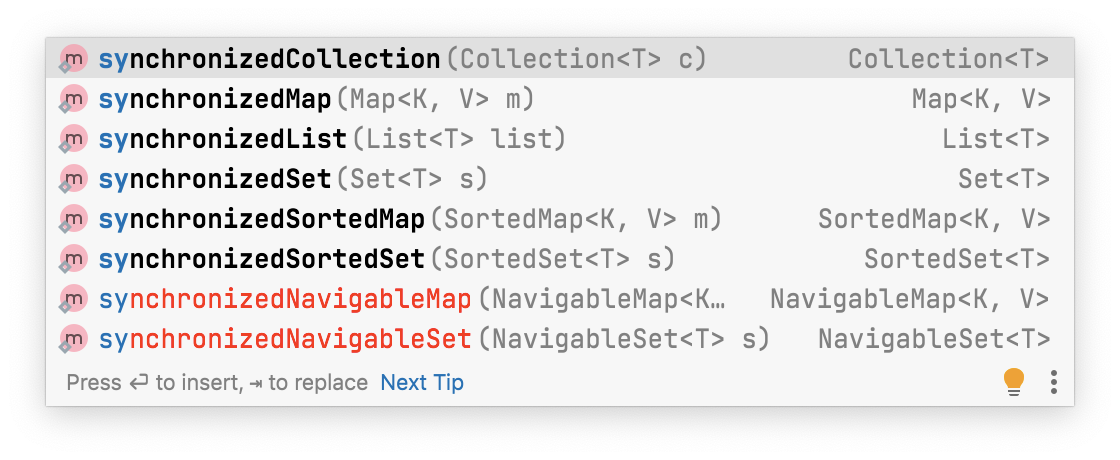 m synchronizedCollection(Collection<T> c) Collection<T>
m synchronizedMap(Map<K, V> m) Map<K, V>
m synchronizedList(List<T> list) List<T>
m synchronizedSet(Set<T> s) Set<T>
m synchronizedSortedMap(SortedMap<K, V> m) SortedMap<K, V>
m synchronizedSortedSet(SortedSet<T> s) SortedSet<T>
m synchronizedNavigableMap(NavigableMap<K… NavigableMap<K, V>
m synchronizedNavigableSet(NavigableSet<T> s) NavigableSet<T>
Press ⏎ to insert, ⇥ to replace Next Tip